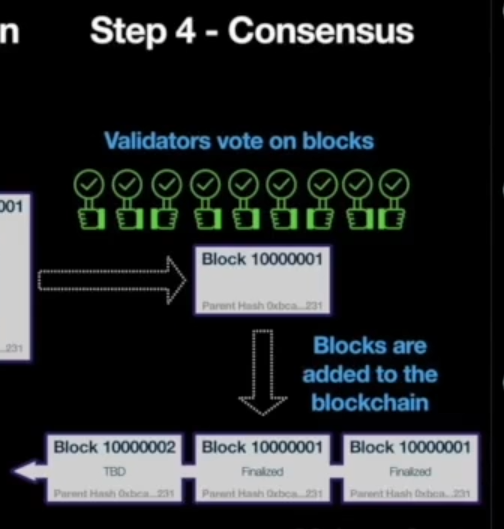 n
Step 4 - Consensus
Validators vote on blocks
001
...231
Block 10000001
Parent Hash 0xbca...231
Blocks are
added to the
blockchain
Block 10000002
TBD
Parent Hash 0xbca...231
Block 10000001
Finalized
Parent Hash 0xbca...231
Block 10000001
Finalized
Parent Hash 0xbca...231